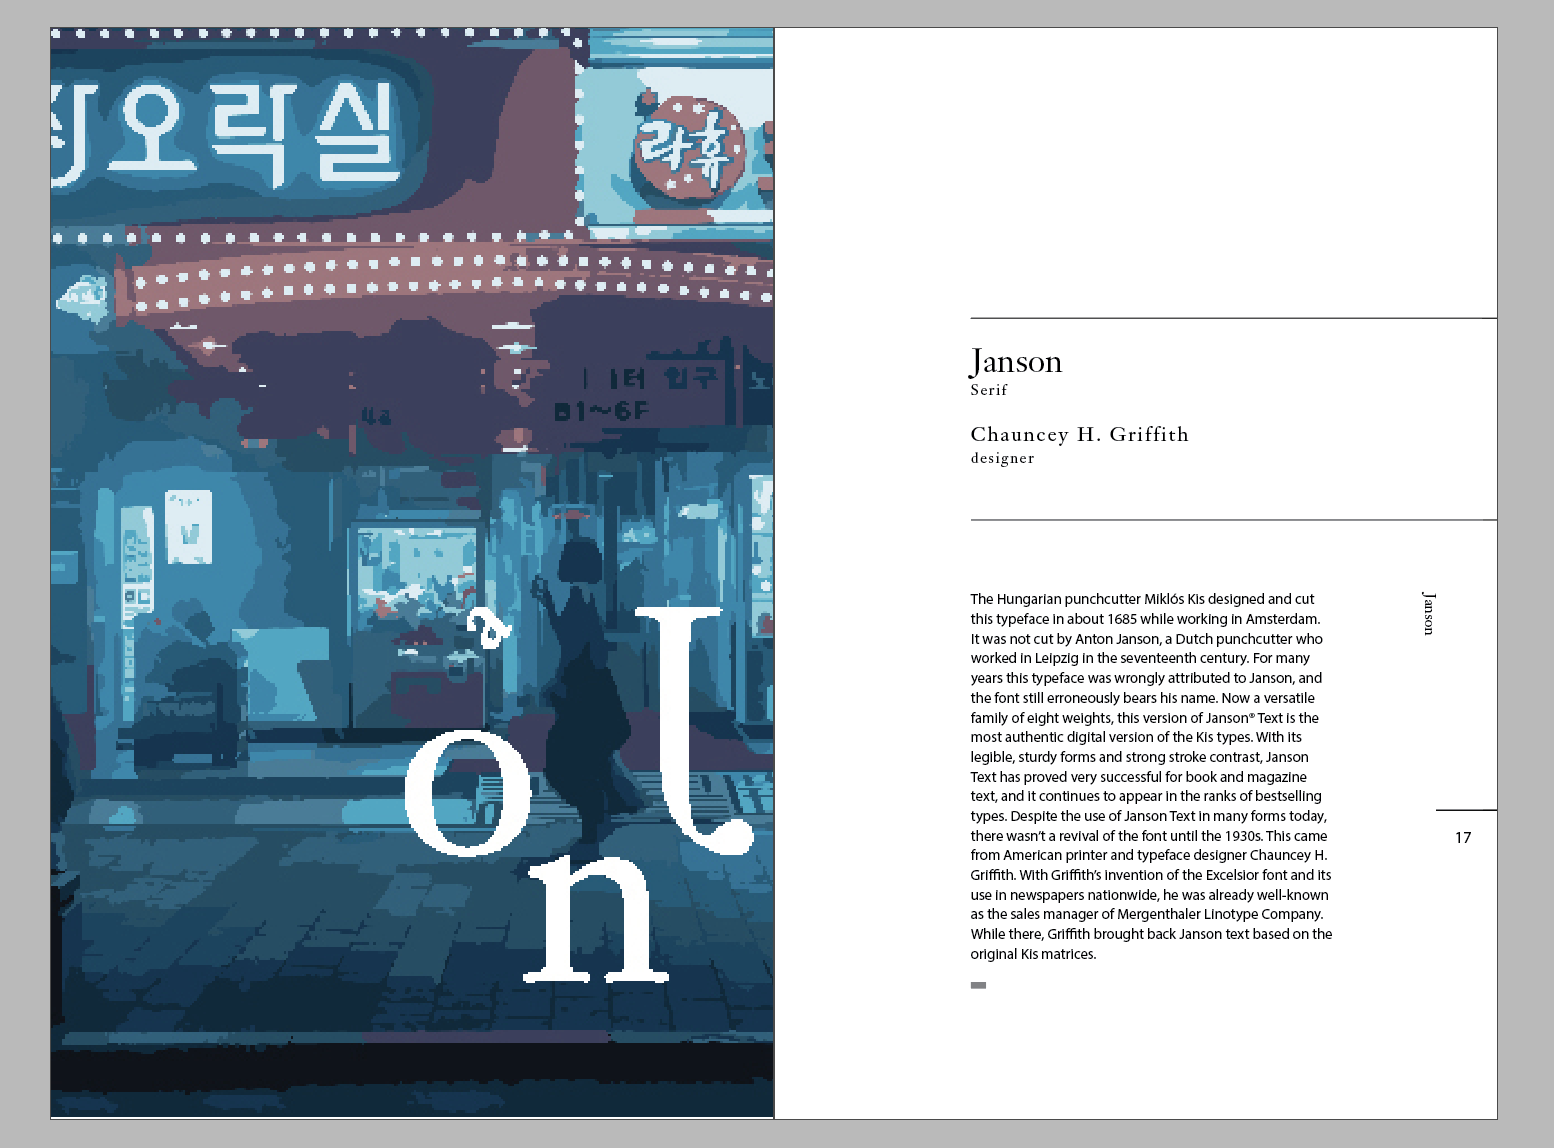 오락실
락휴
입구
B1~6F
a
J
o
n
Janson
Serif
Chauncey H. Griffith
designer
The Hungarian punchcutter Miklós Kis designed and cut
this typeface in about 1685 while working in Amsterdam.
It was not cut by Anton Janson, a Dutch punchcutter who
worked in Leipzig in the seventeenth century. For many
years this typeface was wrongly attributed to Janson, and
the font still erroneously bears his name. Now a versatile
family of eight weights, this version of Janson® Text is the
most authentic digital version of the Kis types. With its
legible, sturdy forms and strong stroke contrast, Janson
Text has proved very successful for book and magazine
text, and it continues to appear in the ranks of bestselling
types. Despite the use of Janson Text in many forms today,
there wasn't a revival of the font until the 1930s. This came
from American printer and typeface designer Chauncey H.
Griffith. With Griffith's invention of the Excelsior font and its
use in newspapers nationwide, he was already well-known
as the sales manager of Mergenthaler Linotype Company.
While there, Griffith brought back Janson text based on the
original Kis matrices.
Janson
17